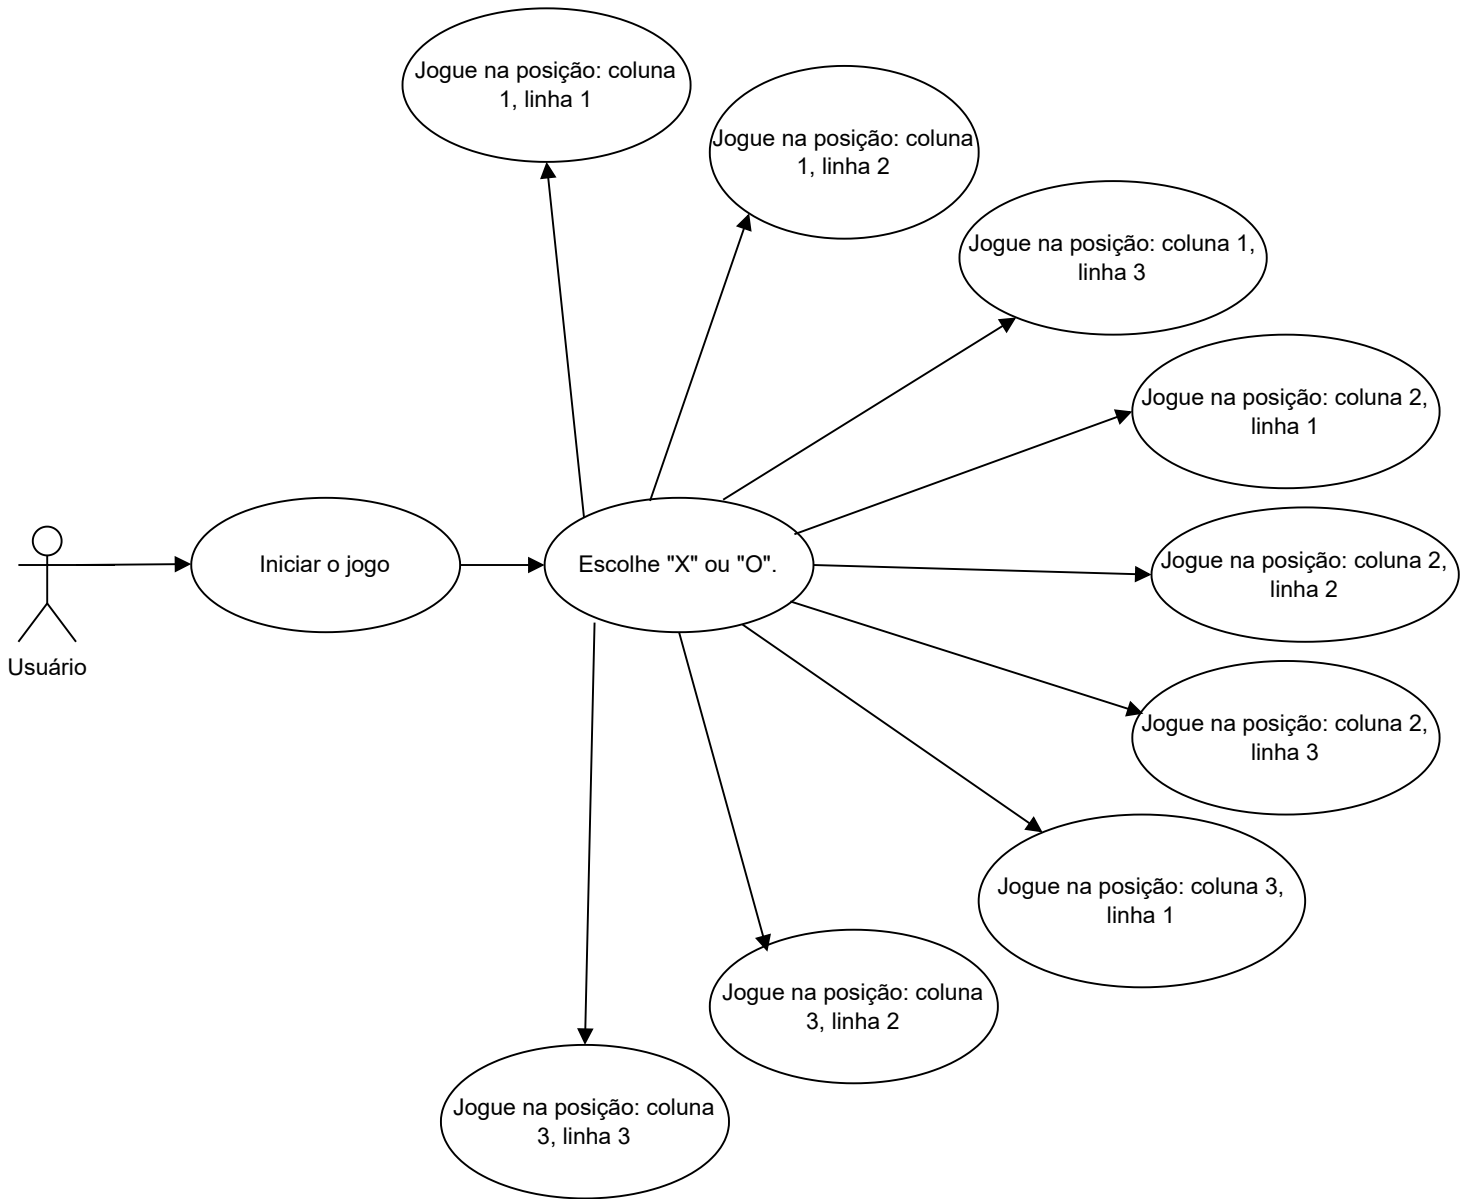 Jogue na posição: coluna
1, linha 1
Jogue na posição: coluna
1, linha 2
Jogue na posição: coluna 1,
linha 3
Jogue na posição: coluna 2,
linha 1
Iniciar o jogo
Escolhe "X" ou "O".
Jogue na posição: coluna 2,
linha 2
Usuário
Jogue na posição: coluna 2,
linha 3
Jogue na posição: coluna 3,
linha 1
Jogue na posição: coluna
3, linha 2
Jogue na posição: coluna
3, linha 3